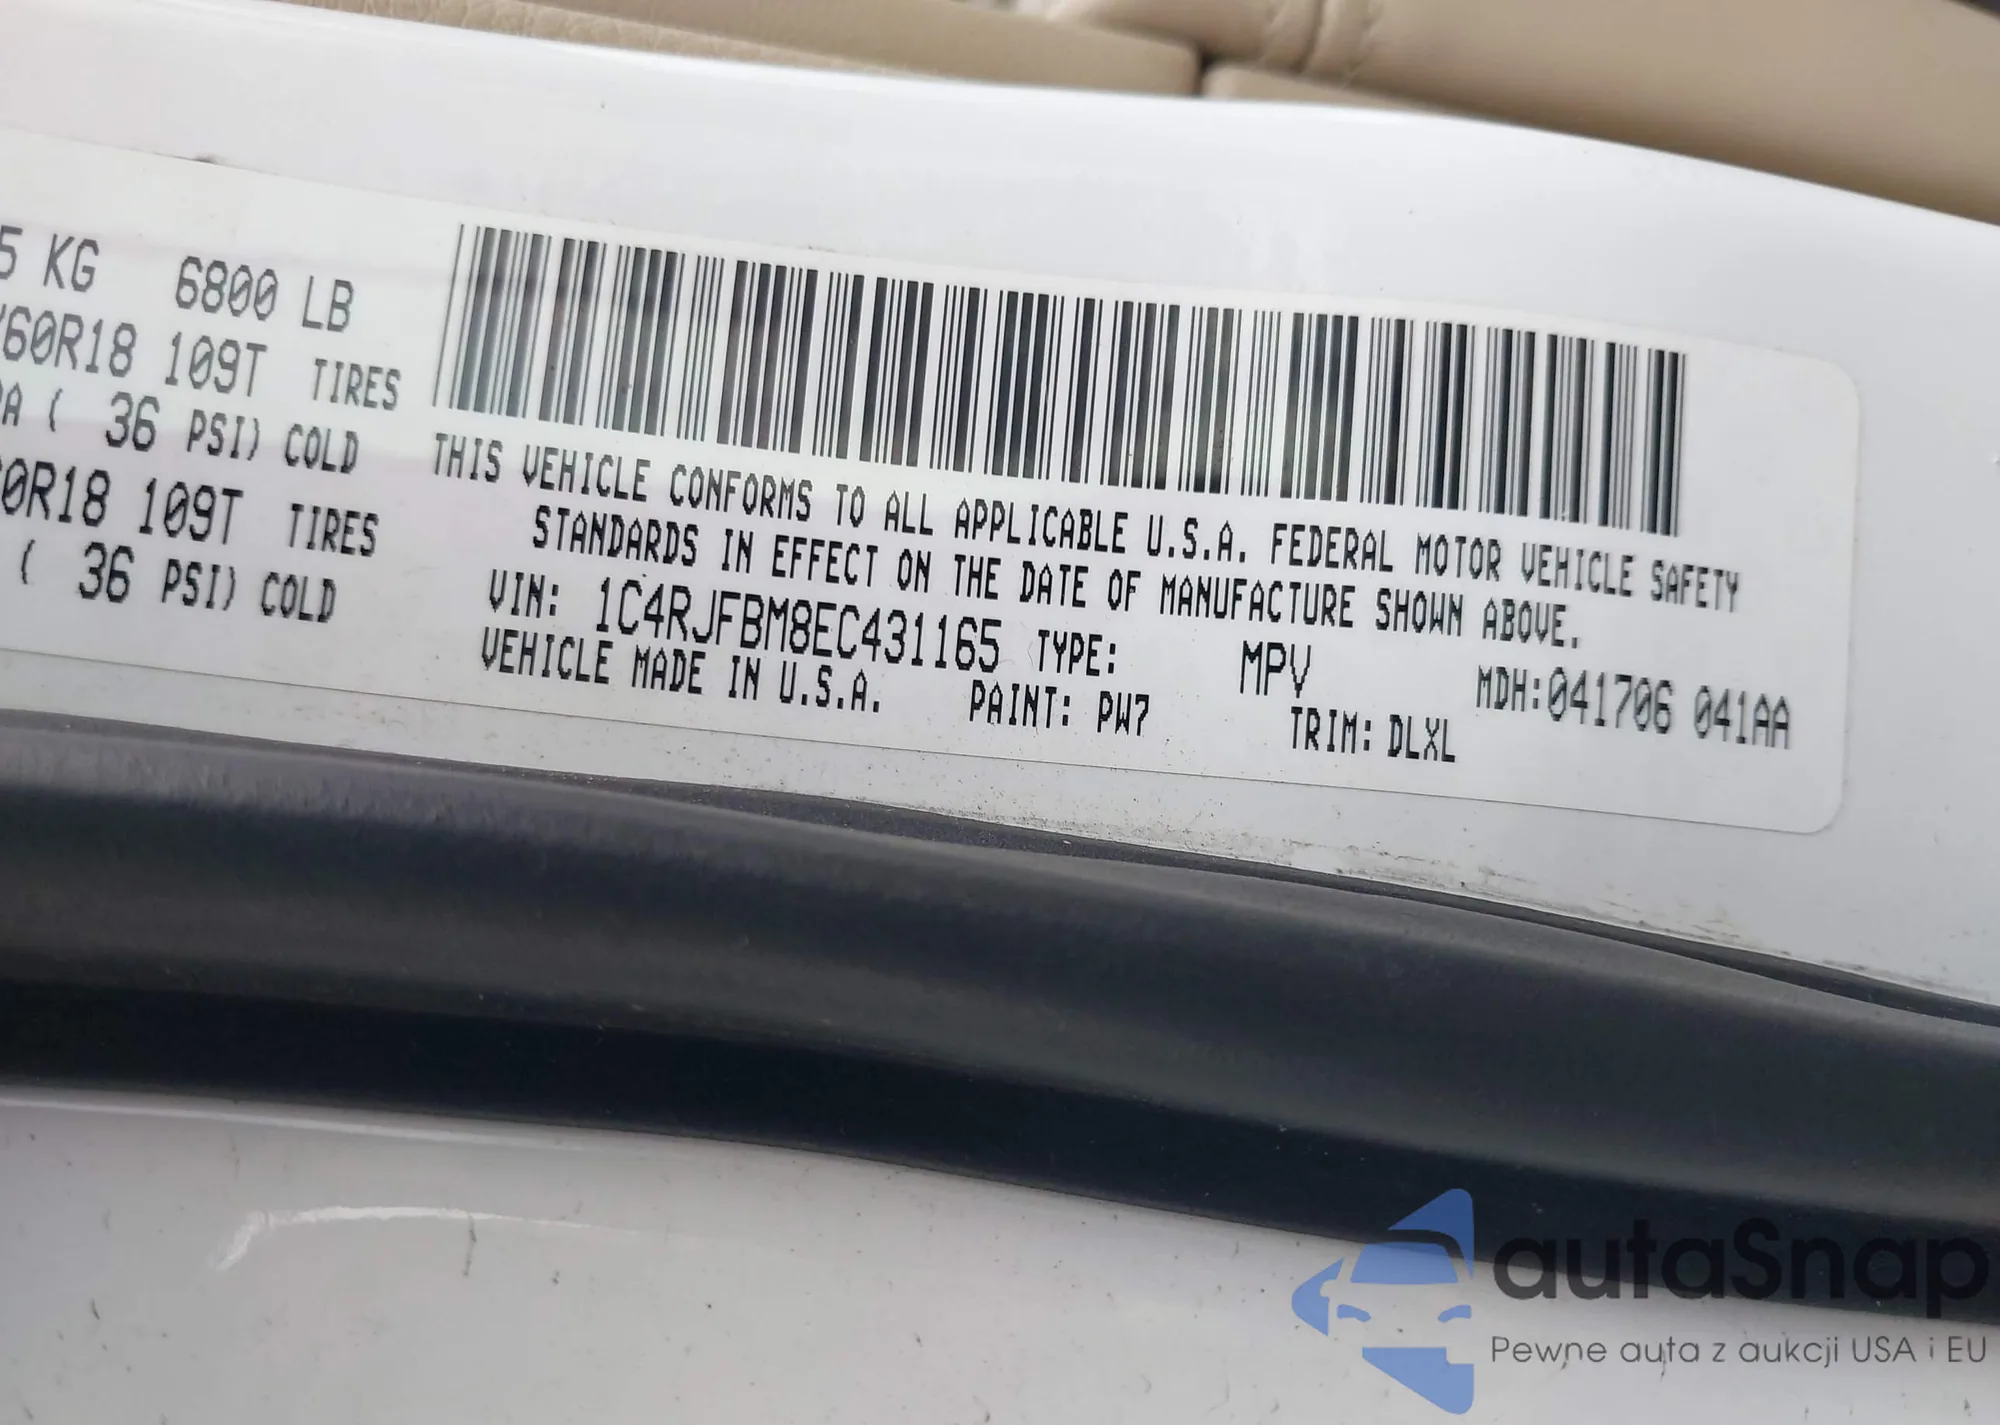 5 KG 6800 LB
60R18 109T TIRES
A ( 36 PSI) COLD
0R18 109T TIRES
( 36 PSI) COLD
THIS VEHICLE CONFORMS TO ALL APPLICABLE U.S.A. FEDERAL MOTOR VEHICLE SAFETY
STANDARDS IN EFFECT ON THE DATE OF MANUFACTURE SHOWN ABOVE.
VIN: 1C4RJFBM8EC431165 TYPE: MPV MDH:041706 041AA
VEHICLE MADE IN U.S.A. PAINT: PW7 TRIM: DLXL
autaSnap
Pewne auta z aukcji USA i EU